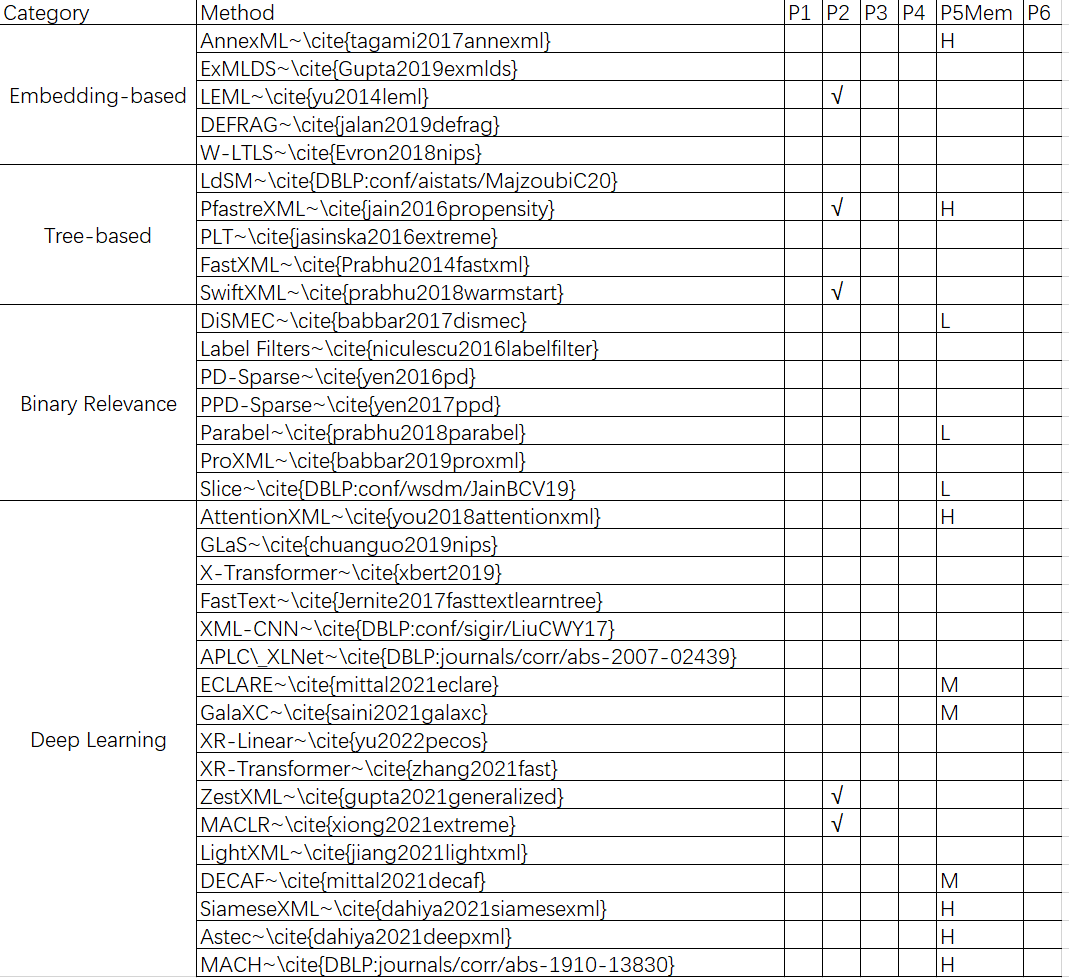 Category Method P1 P2 P3 P4 P5Mem P6
AnnexML~\cite{tagami2017annexml} H
ExMLDS~\cite{Gupta2019exmlds}
Embedding-based LEML~\cite{yu2014leml} √
DEFRAG~\cite{jalan2019defrag}
W-LTLS~\cite{Evron2018nips}
LdSM~\cite{DBLP:conf/aistats/MajzoubiC20}
PfastreXML~\cite{jain2016propensity} √ H
Tree-based PLT~\cite{jasinska2016extreme}
FastXML~\cite{Prabhu2014fastxml}
SwiftXML~\cite{prabhu2018warmstart} √
DiSMEC~\cite{babbar2017dismec} L
Label Filters~\cite{niculescu2016labelfilter}
PD-Sparse~\cite{yen2016pd}
Binary Relevance PPD-Sparse~\cite{yen2017ppd}
Parabel~\cite{prabhu2018parabel} L
ProXML~\cite{babbar2019proxml}
Slice~\cite{DBLP:conf/wsdm/JainBCV19} L
AttentionXML~\cite{you2018attentionxml} H
GLaS~\cite{chuanguo2019nips}
X-Transformer~\cite{xbert2019}
FastText~\cite{Jernite2017fasttextlearntree}
XML-CNN~\cite{DBLP:conf/sigir/LiuCWY17}
APLC\_XLNet~\cite{DBLP:journals/corr/abs-2007-02439}
ECLARE~\cite{mittal2021eclare} M
GalaXC~\cite{saini2021galaxc} M
Deep Learning XR-Linear~\cite{yu2022pecos}
XR-Transformer~\cite{zhang2021fast}
ZestXML~\cite{gupta2021generalized} √
MACLR~\cite{xiong2021extreme} √
LightXML~\cite{jiang2021lightxml}
DECAF~\cite{mittal2021decaf} M
SiameseXML~\cite{dahiya2021siamesexml} H
Astec~\cite{dahiya2021deepxml} H
MACH~\cite{DBLP:journals/corr/abs-1910-13830} H